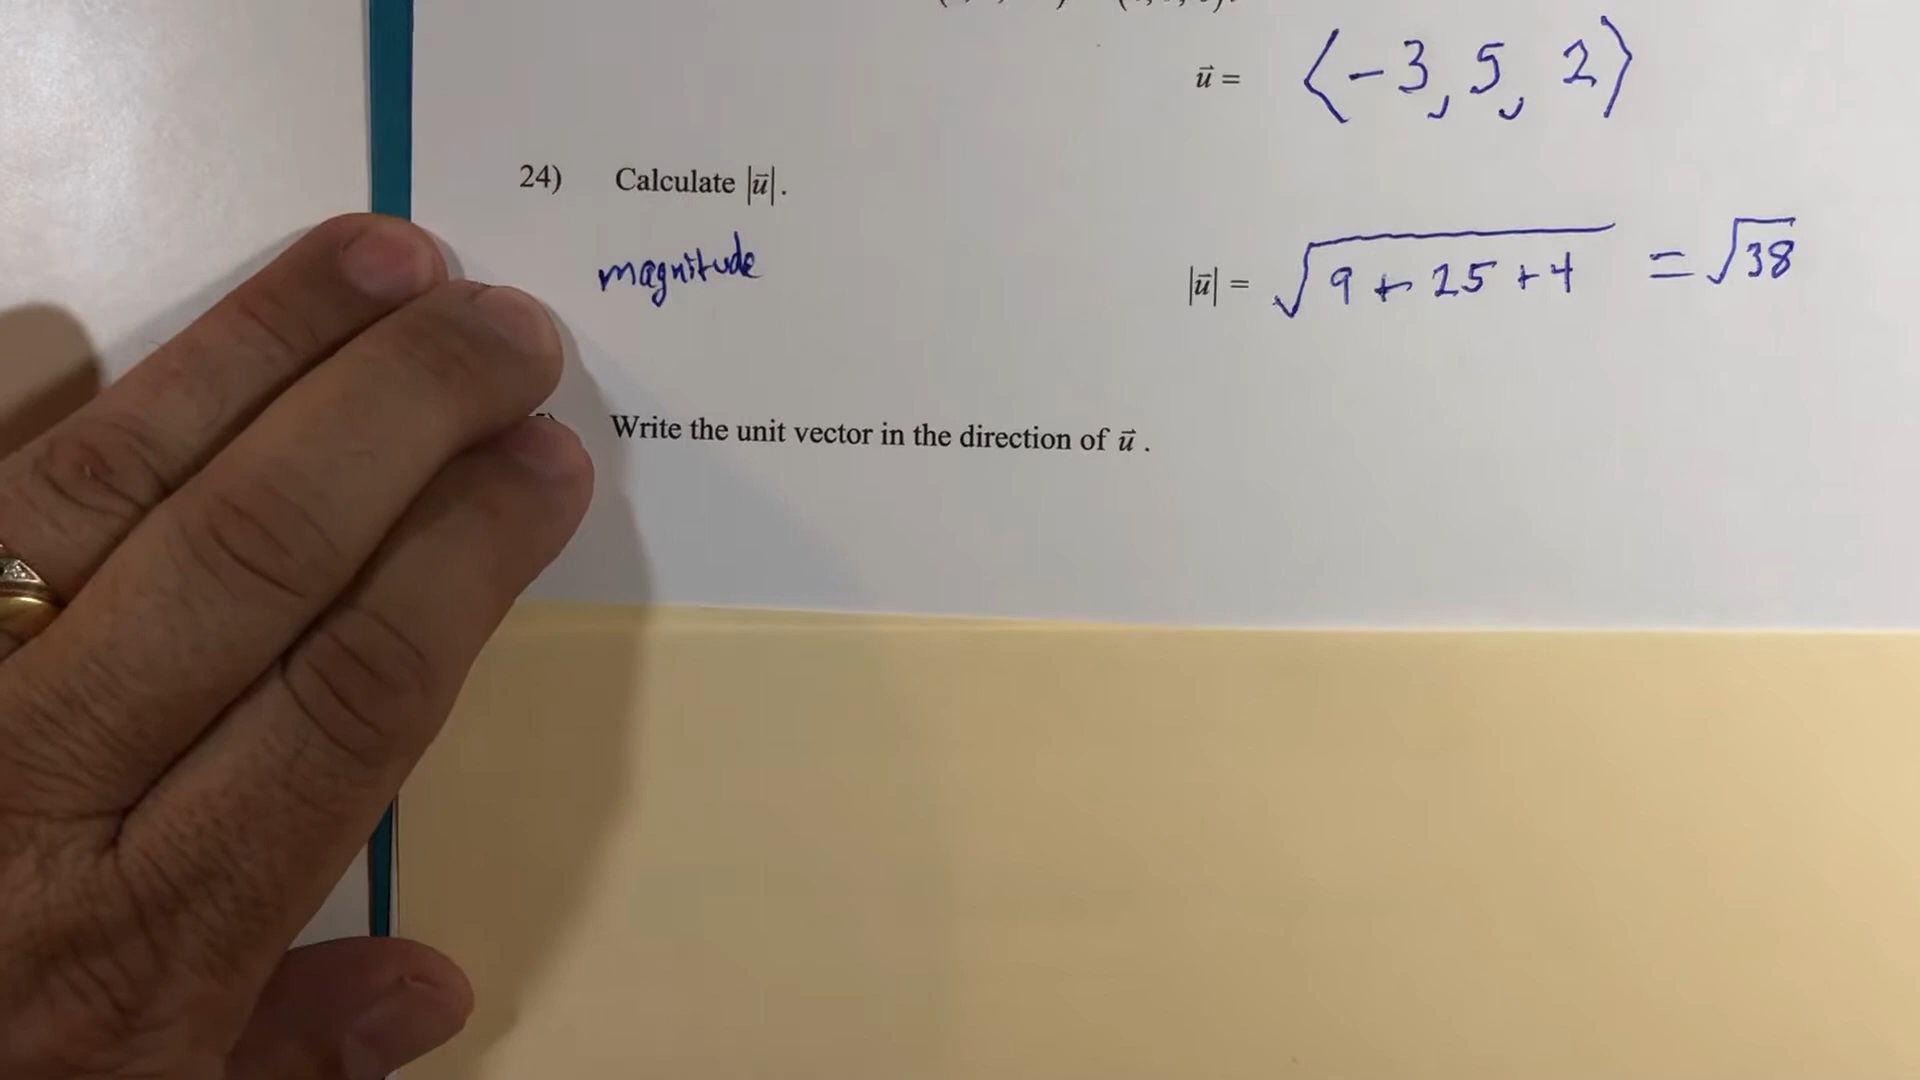 u⃗ = ⟨-3, 5, 2⟩
24) Calculate |u⃗|.
magnitude
|u⃗| = √(9 + 25 + 4) = √38
Write the unit vector in the direction of u⃗ .